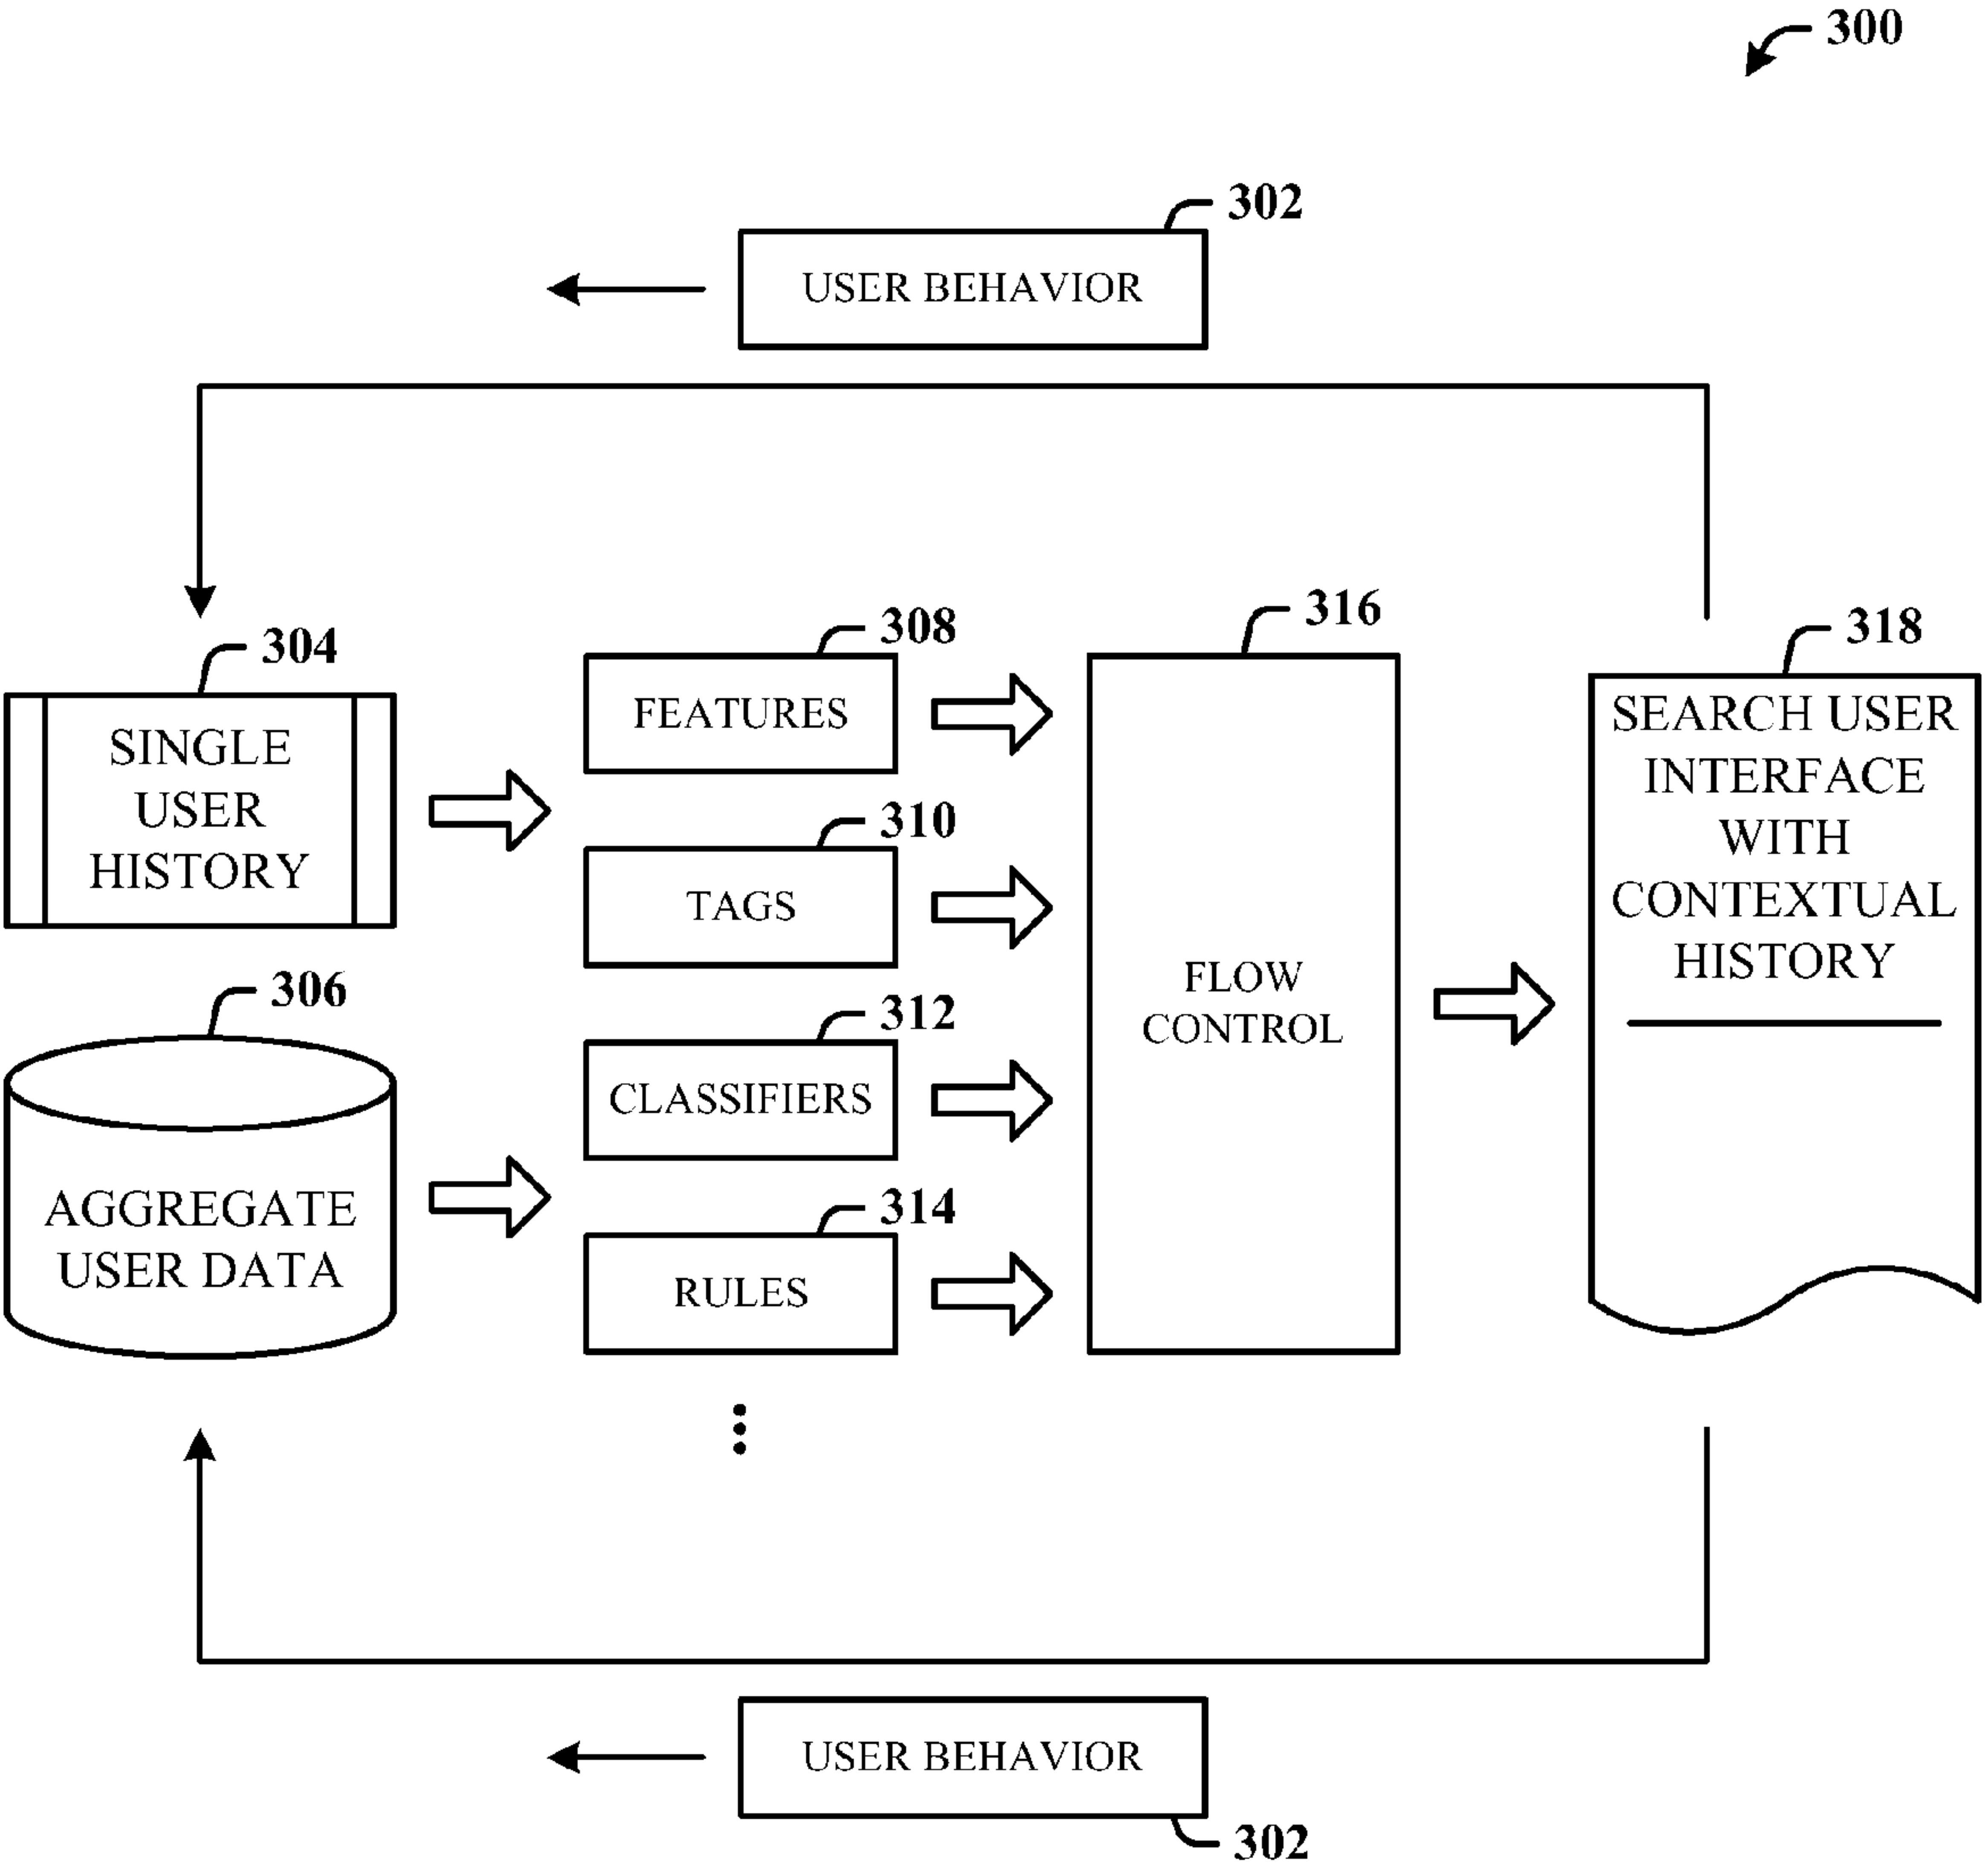 300
302
USER BEHAVIOR
304
SINGLE
USER
HISTORY
306
AGGREGATE
USER DATA
308
FEATURES
310
TAGS
312
CLASSIFIERS
314
RULES
316
FLOW
CONTROL
318
SEARCH USER
INTERFACE
WITH
CONTEXTUAL
HISTORY
USER BEHAVIOR
302